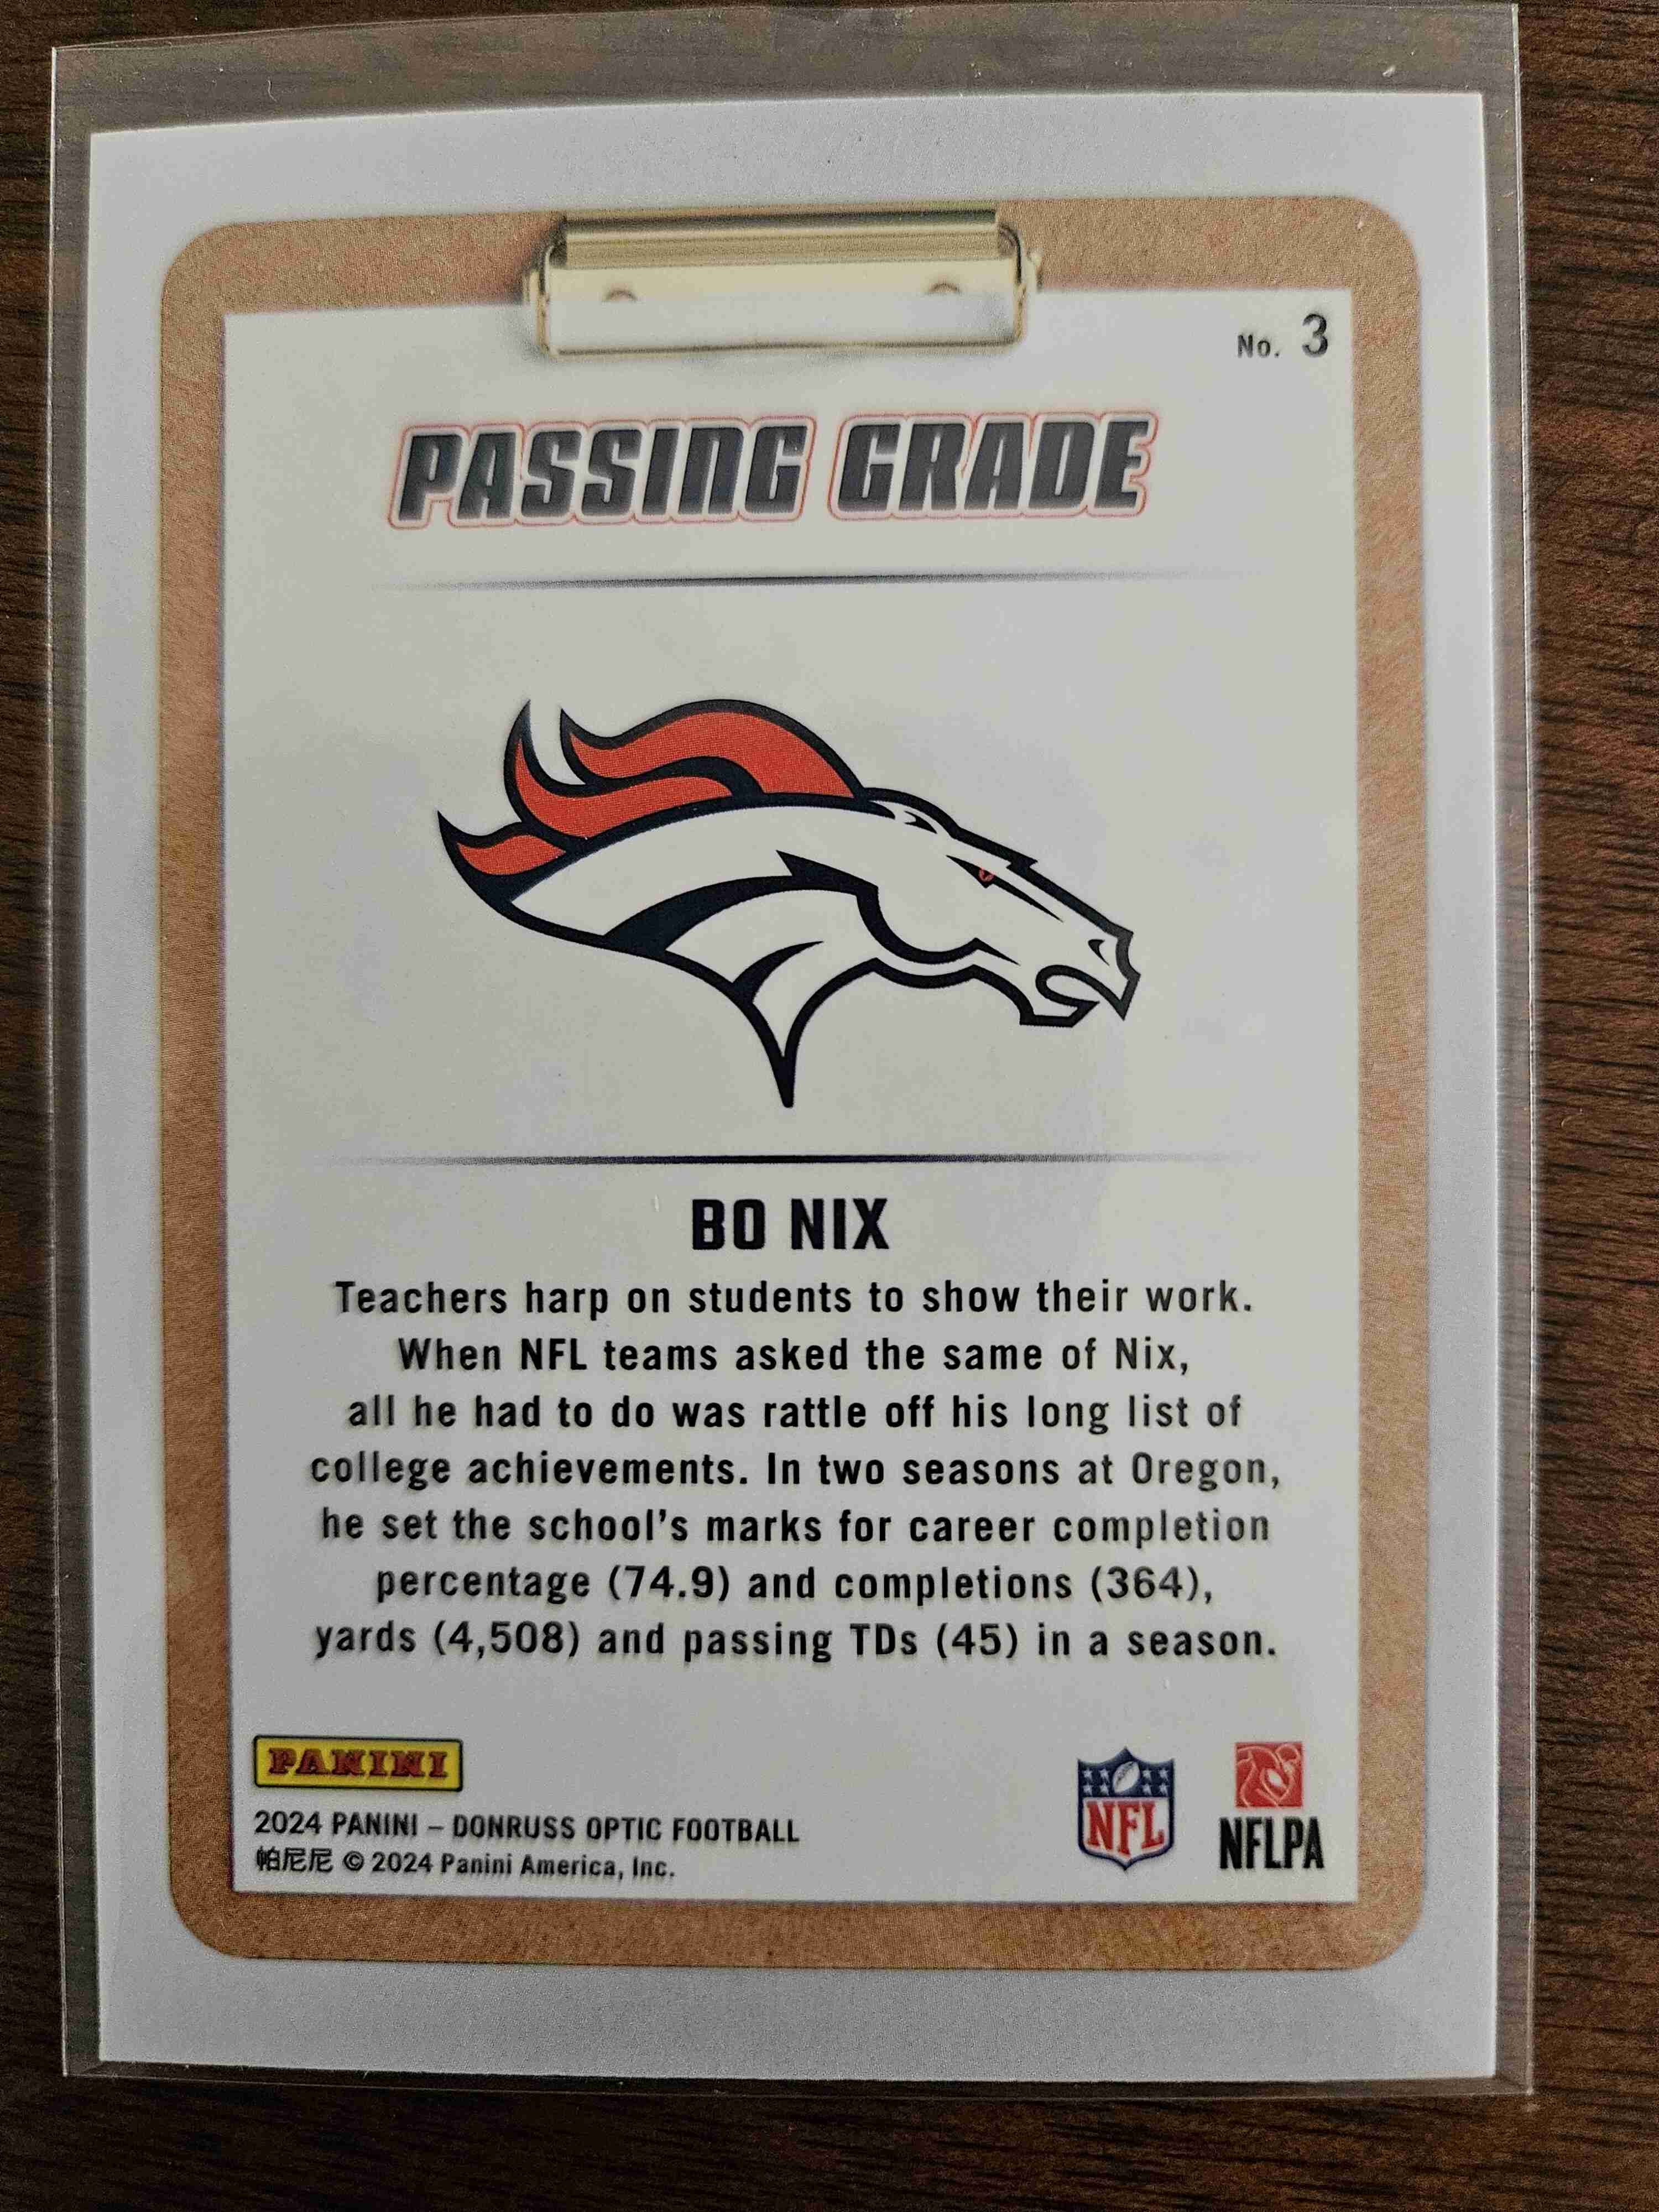 No. 3
PASSING GRADE
BO NIX
Teachers harp on students to show their work.
When NFL teams asked the same of Nix,
all he had to do was rattle off his long list of
college achievements. In two seasons at Oregon,
he set the school's marks for career completion
percentage (74.9) and completions (364),
yards (4,508) and passing TDs (45) in a season.
PANINI
2024 PANINI – DONRUSS OPTIC FOOTBALL
帕尼尼 © 2024 Panini America, Inc.
NFL
NFLPA